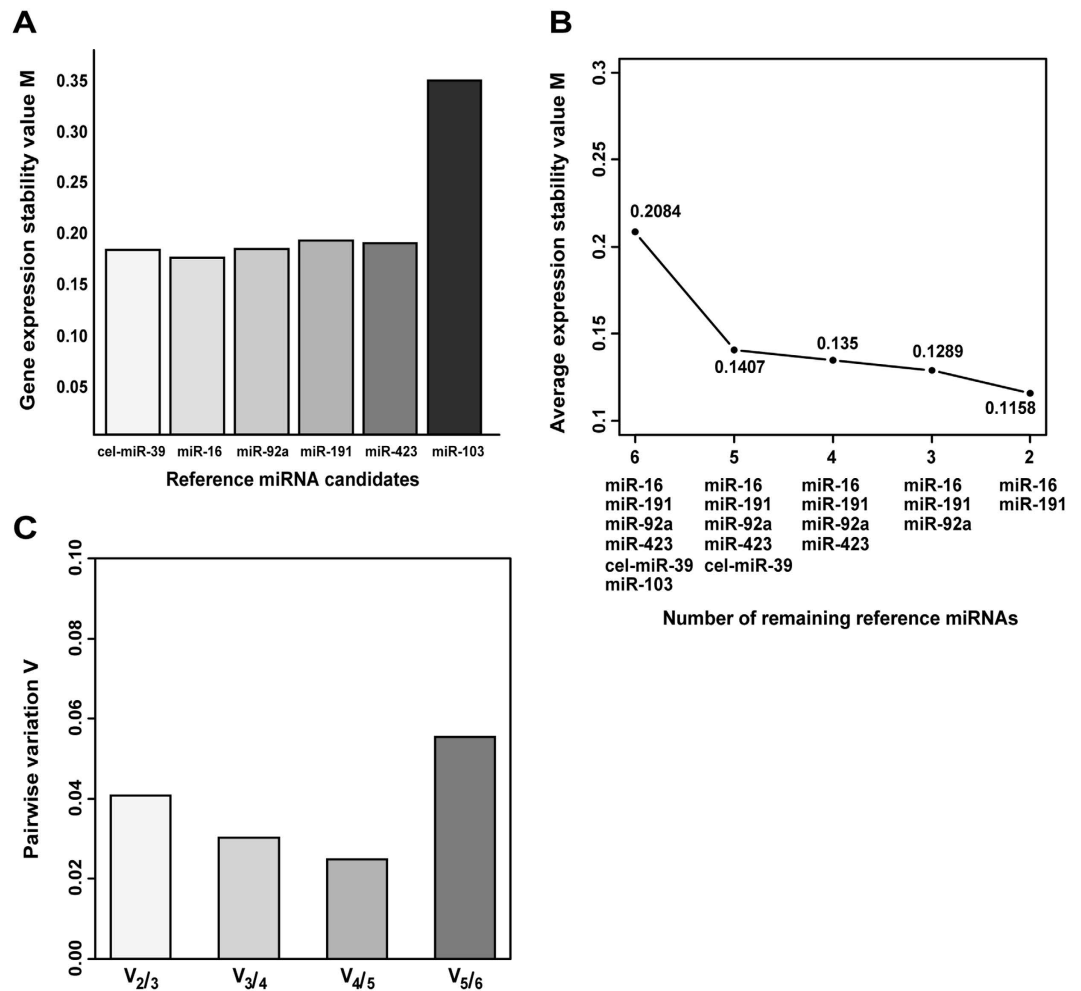 A
Gene expression stability value M
0.35
0.30
0.25
0.20
0.15
0.10
0.05
cel-miR-39 miR-16 miR-92a miR-191 miR-423 miR-103
Reference miRNA candidates
B
Average expression stability value M
0.3
0.25
0.2
0.15
0.1
0.2084
0.1407
0.135
0.1289
0.1158
6 5 4 3 2
miR-16 miR-16 miR-16 miR-16 miR-16
miR-191 miR-191 miR-191 miR-191 miR-191
miR-92a miR-92a miR-92a miR-92a
miR-423 miR-423 miR-423
cel-miR-39 cel-miR-39
miR-103
Number of remaining reference miRNAs
C
Pairwise variation V
0.10
0.08
0.06
0.04
0.02
0.00
V2/3 V3/4 V4/5 V5/6